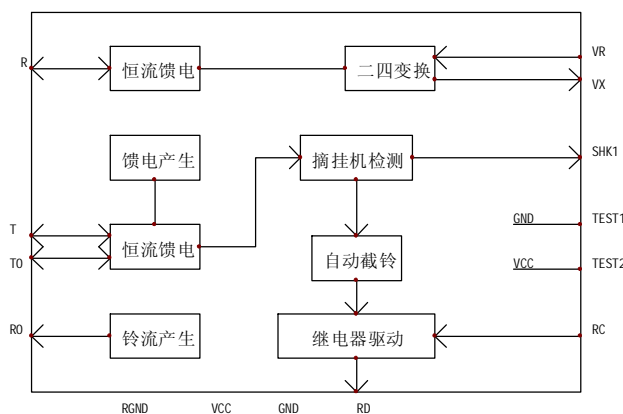 R
恒流馈电
二四变换
VR
VX
馈电产生
摘挂机检测
SHK1
T
TO
恒流馈电
GND
TEST1
自动截铃
VCC
TEST2
RO
铃流产生
继电器驱动
RC
RGND VCC GND RD